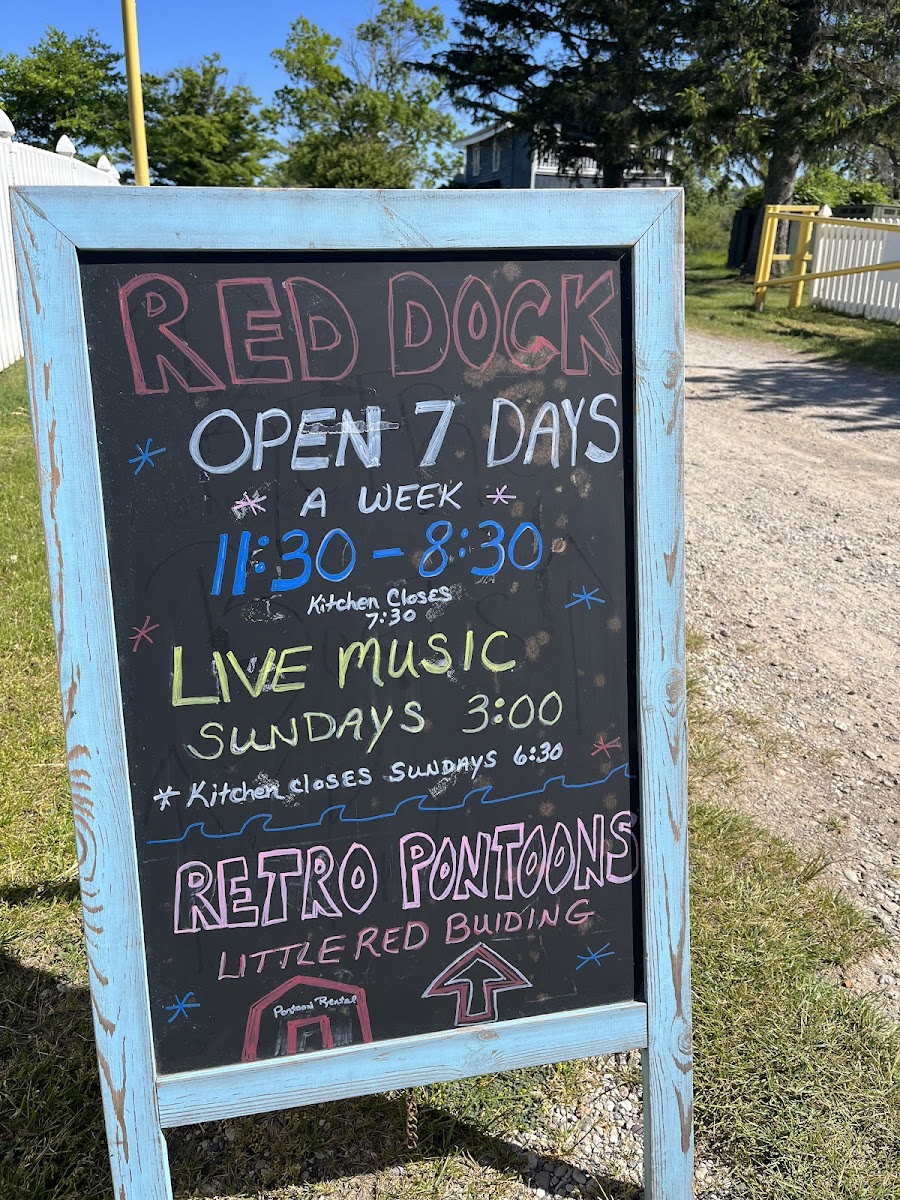 RED DOCK
OPEN 7 DAYS
A WEEK
11:30 - 8:30
Kitchen Closes
7:30
LIVE MUSIC
SUNDAYS 3:00
* Kitchen CLOSES SUNDAYS 6:30
RETRO PONTOONS
LITTLE RED BUIDING
Pontoon Rental